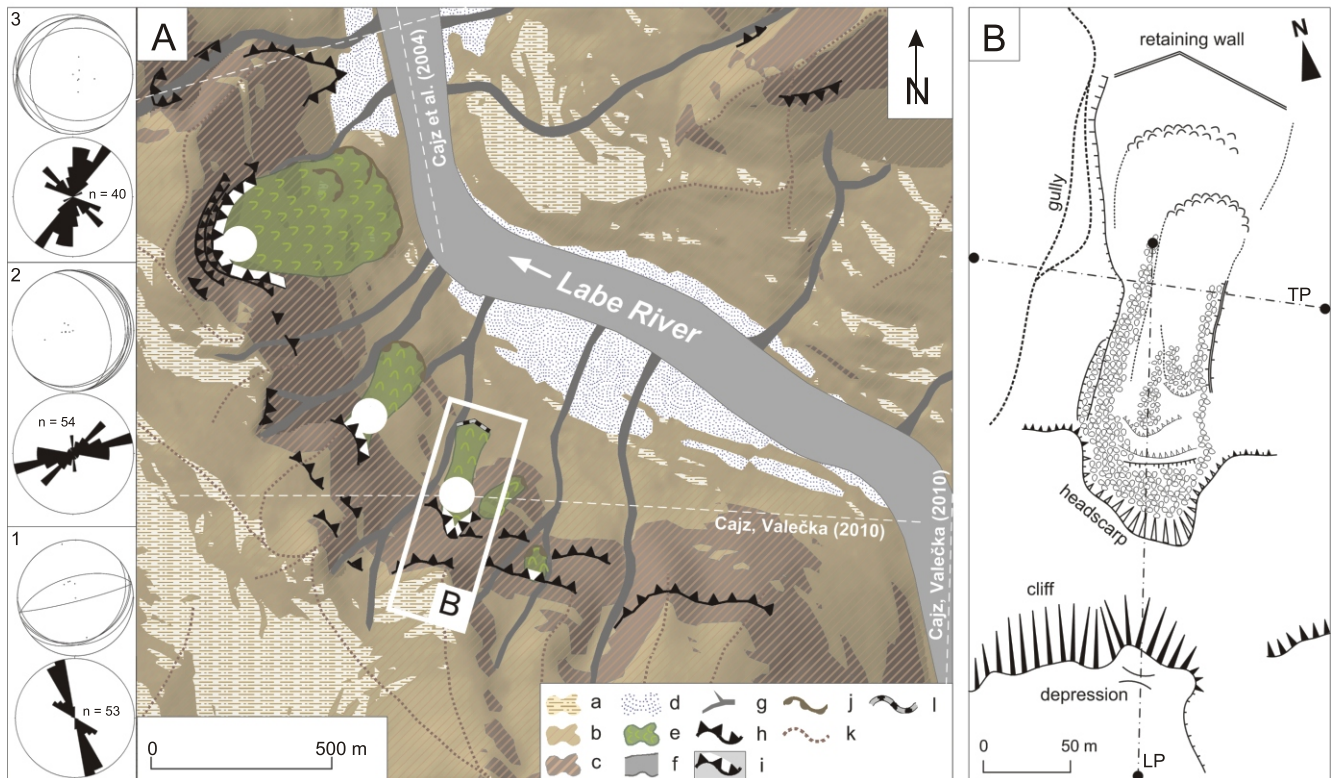 3
n = 40
2
n = 54
1
n = 53
A
N
Cajz et al. (2004)
Labe River
Cajz, Valečka (2010)
Cajz, Valečka (2010)
B
a
d
g
j
l
b
e
h
k
c
f
i
0
500 m
B
N
retaining wall
gully
TP
headscarp
cliff
depression
0
50 m
LP